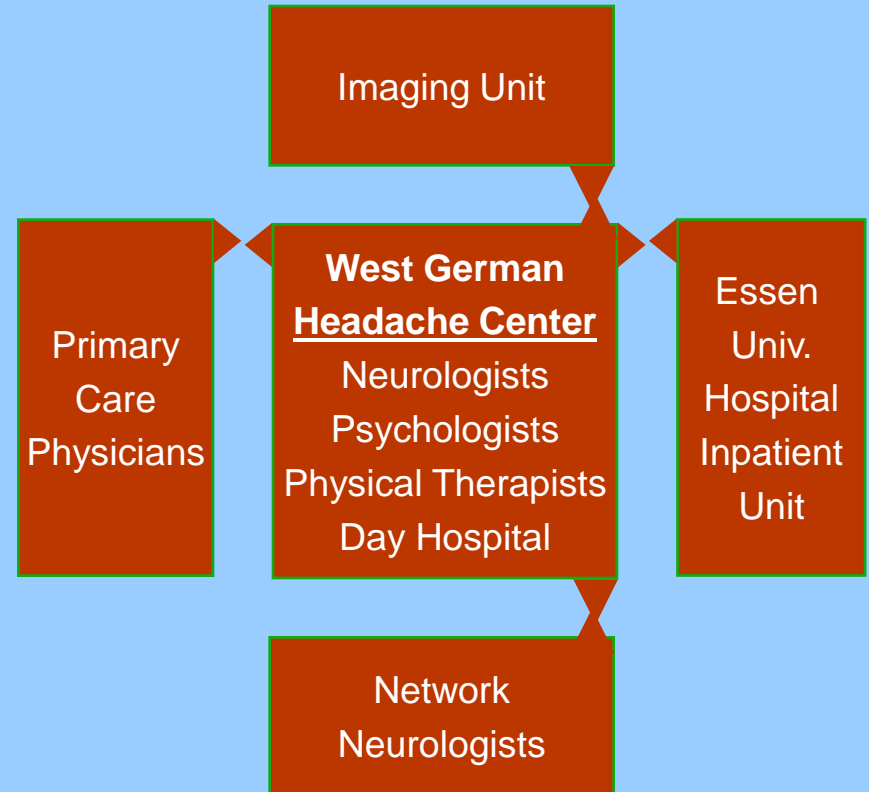 Imaging Unit
Primary
Care
Physicians
West German
Headache Center
Neurologists
Psychologists
Physical Therapists
Day Hospital
Essen
Univ.
Hospital
Inpatient
Unit
Network
Neurologists